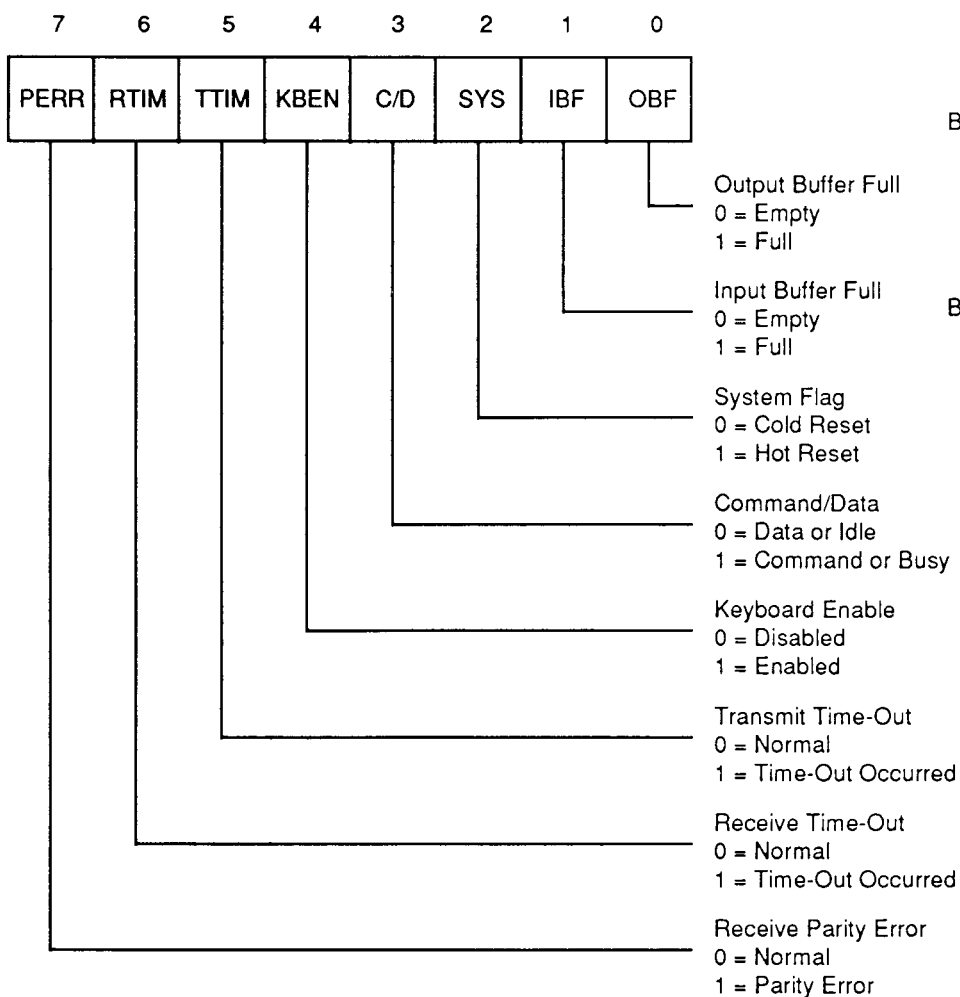 7 6 5 4 3 2 1 0
PERR RTIM TTIM KBEN C/D SYS IBF OBF
B
Output Buffer Full
0 = Empty
1 = Full
Input Buffer Full
B
0 = Empty
1 = Full
System Flag
0 = Cold Reset
1 = Hot Reset
Command/Data
0 = Data or Idle
1 = Command or Busy
Keyboard Enable
0 = Disabled
1 = Enabled
Transmit Time-Out
0 = Normal
1 = Time-Out Occurred
Receive Time-Out
0 = Normal
1 = Time-Out Occurred
Receive Parity Error
0 = Normal
1 = Parity Error